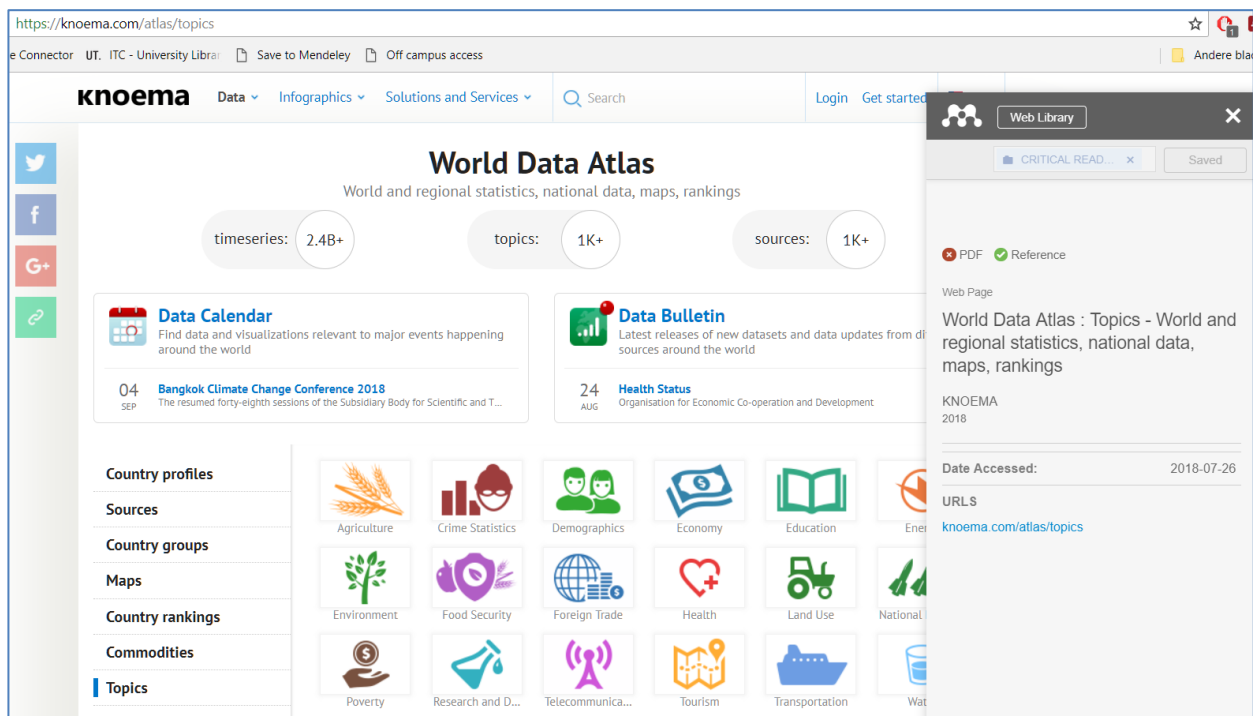 https://knoema.com/atlas/topics
e Connector UT. ITC - University Librar Save to Mendeley Off campus access Andere blad
knoema Data Infographics Solutions and Services Search Login Get started
World Data Atlas
World and regional statistics, national data, maps, rankings
timeseries: 2.4B+ topics: 1K+ sources: 1K+
Data Calendar
Find data and visualizations relevant to major events happening
around the world
04 SEP
Bangkok Climate Change Conference 2018
The resumed forty-eighth sessions of the Subsidiary Body for Scientific and T...
Data Bulletin
Latest releases of new datasets and data updates from di
sources around the world
24 AUG
Health Status
Organisation for Economic Co-operation and Development
Country profiles
Sources
Country groups
Maps
Country rankings
Commodities
Topics
Agriculture Crime Statistics Demographics Economy Education Ener
Environment Food Security Foreign Trade Health Land Use National
Poverty Research and D... Telecommunica... Tourism Transportation Wat
Web Library
CRITICAL READ... × Saved
PDF Reference
Web Page
World Data Atlas : Topics - World and
regional statistics, national data,
maps, rankings
KNOEMA
2018
Date Accessed: 2018-07-26
URLS
knoema.com/atlas/topics